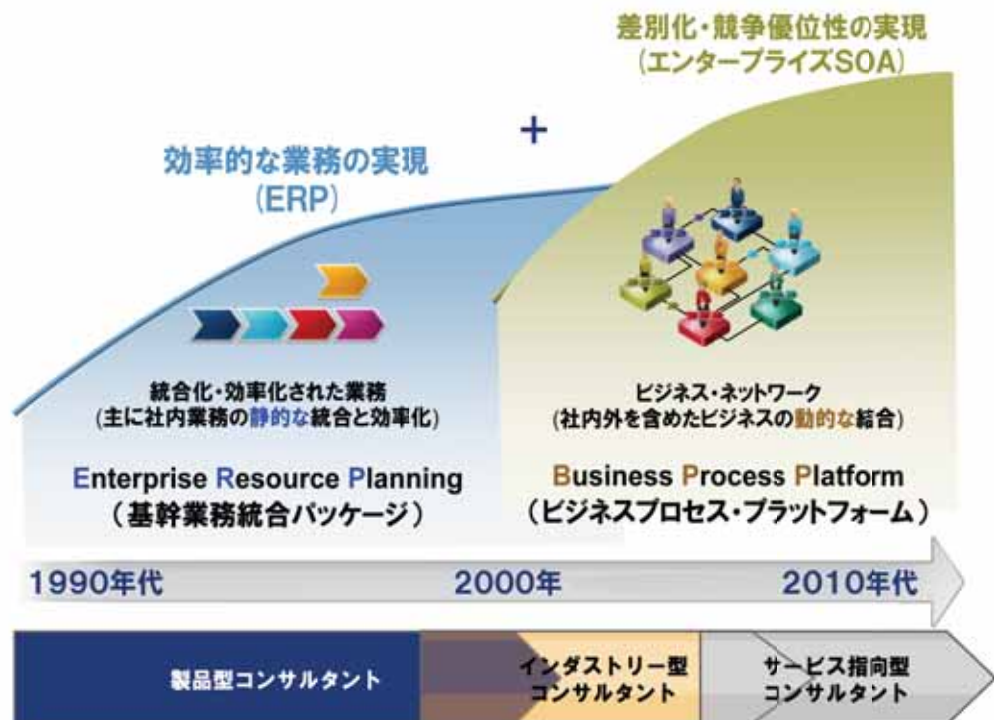 差別化・競争優位性の実現
(エンタープライズSOA)
+
効率的な業務の実現
(ERP)
統合化・効率化された業務
(主に社内業務の静的な統合と効率化)
Enterprise Resource Planning
(基幹業務統合パッケージ)
ビジネス・ネットワーク
(社内外を含めたビジネスの動的な結合)
Business Process Platform
(ビジネスプロセス・プラットフォーム)
1990年代
2000年
2010年代
製品型コンサルタント
インダストリー型
コンサルタント
サービス指向型
コンサルタント